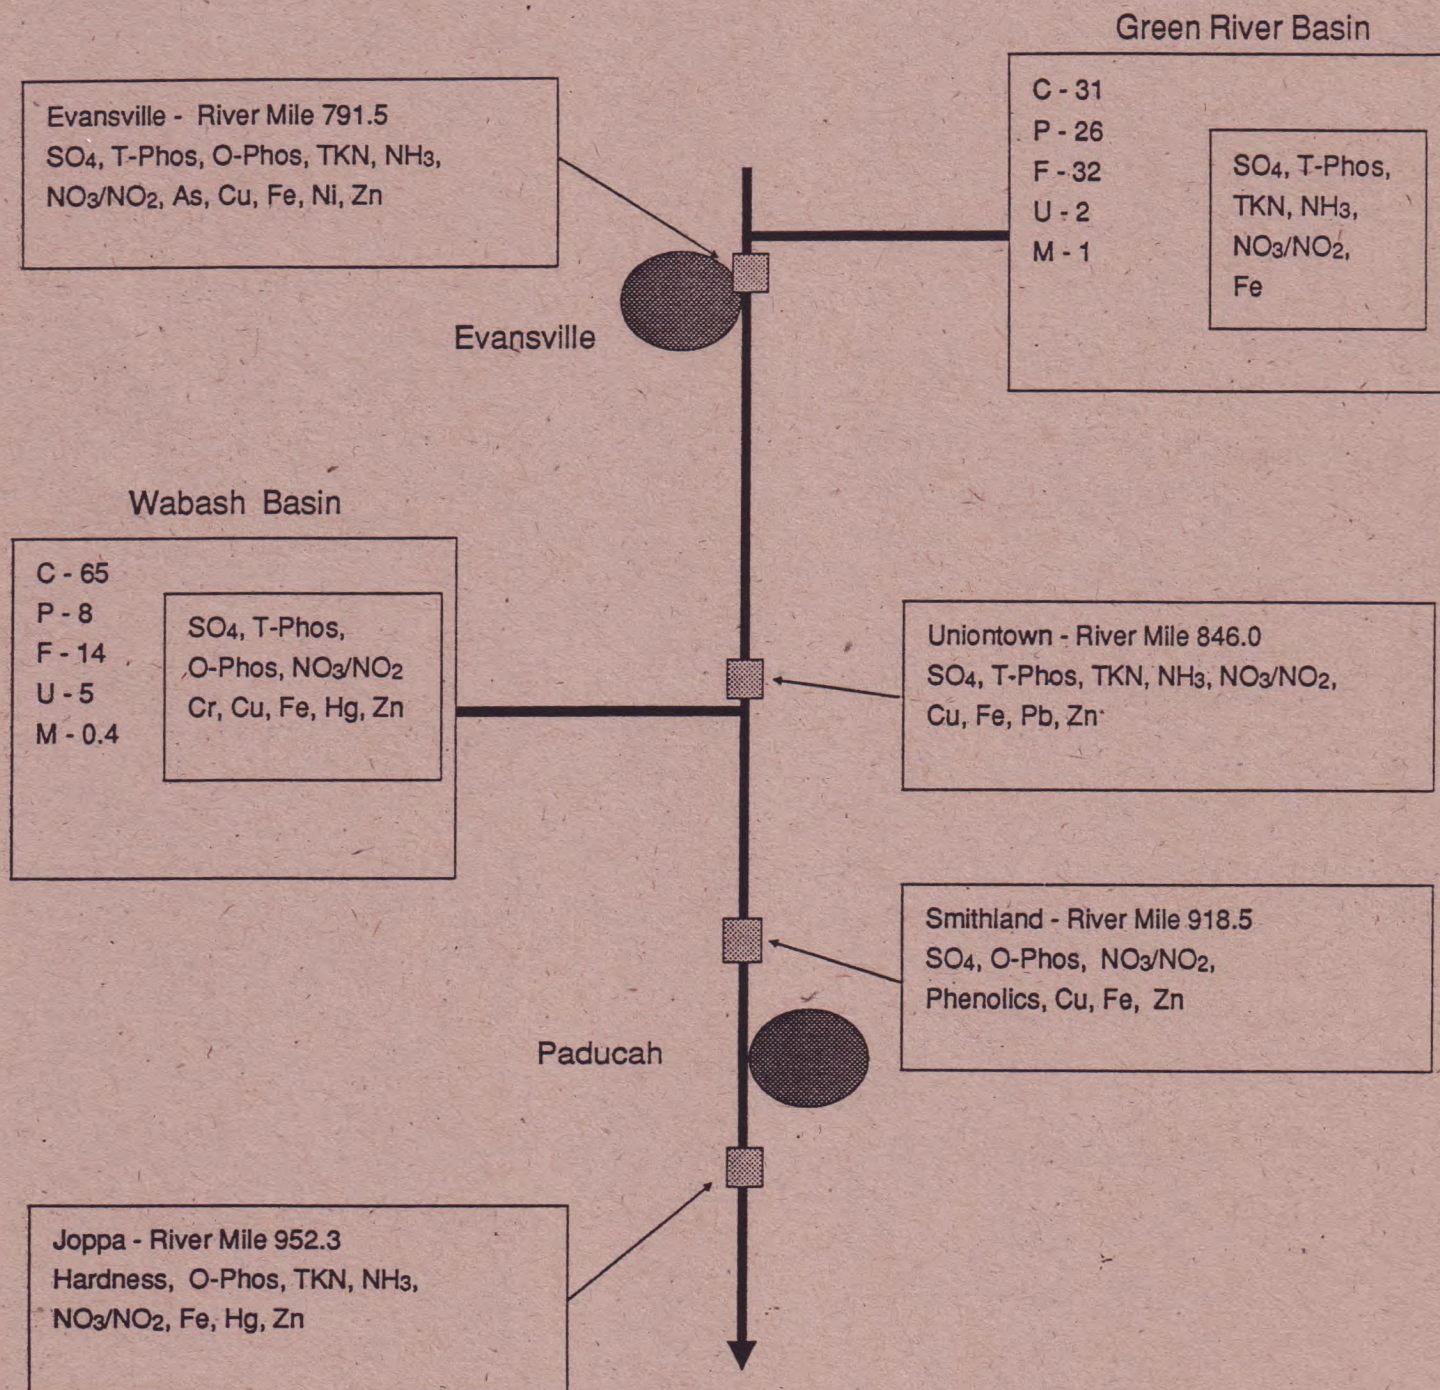 Green River Basin
Evansville - River Mile 791.5
SO4, T-Phos, O-Phos, TKN, NH3,
NO3/NO2, As, Cu, Fe, Ni, Zn
C - 31
P - 26
F - 32
U - 2
M - 1
SO4, T-Phos,
TKN, NH3,
NO3/NO2,
Fe
Evansville
Wabash Basin
C - 65
P - 8
F - 14
U - 5
M - 0.4
SO4, T-Phos,
O-Phos, NO3/NO2
Cr, Cu, Fe, Hg, Zn
Uniontown - River Mile 846.0
SO4, T-Phos, TKN, NH3, NO3/NO2,
Cu, Fe, Pb, Zn
Smithland - River Mile 918.5
SO4, O-Phos, NO3/NO2,
Phenolics, Cu, Fe, Zn
Paducah
Joppa - River Mile 952.3
Hardness, O-Phos, TKN, NH3,
NO3/NO2, Fe, Hg, Zn